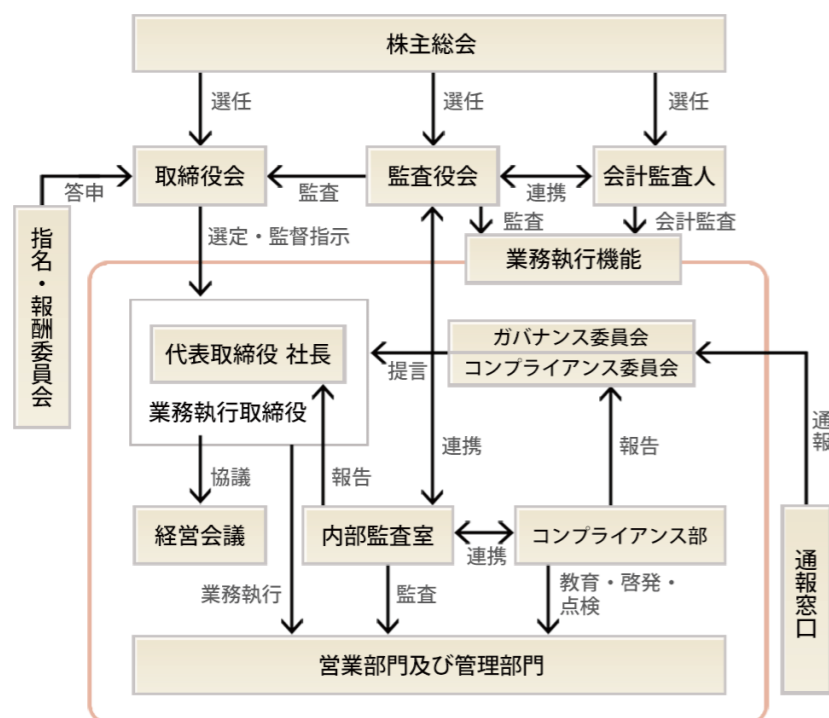 株主総会
選任
選任
選任
答申
取締役会
監査
監査役会
連携
会計監査人
選定・監督指示
監査
会計監査
業務執行機能
指名・報酬委員会
代表取締役 社長
業務執行取締役
提言
ガバナンス委員会
コンプライアンス委員会
通報
協議
報告
連携
報告
経営会議
内部監査室
連携
コンプライアンス部
通報窓口
業務執行
監査
教育・啓発・
点検
営業部門及び管理部門